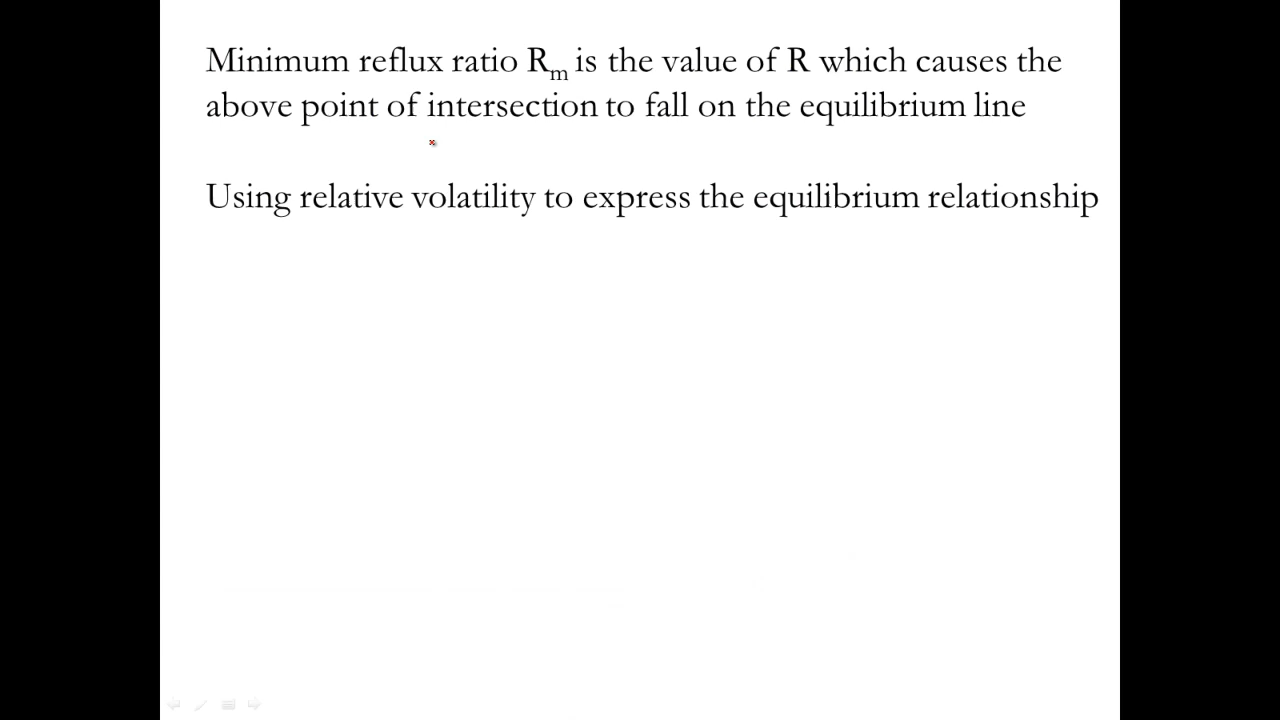 Minimum reflux ratio Rm is the value of R which causes the
above point of intersection to fall on the equilibrium line
Using relative volatility to express the equilibrium relationship